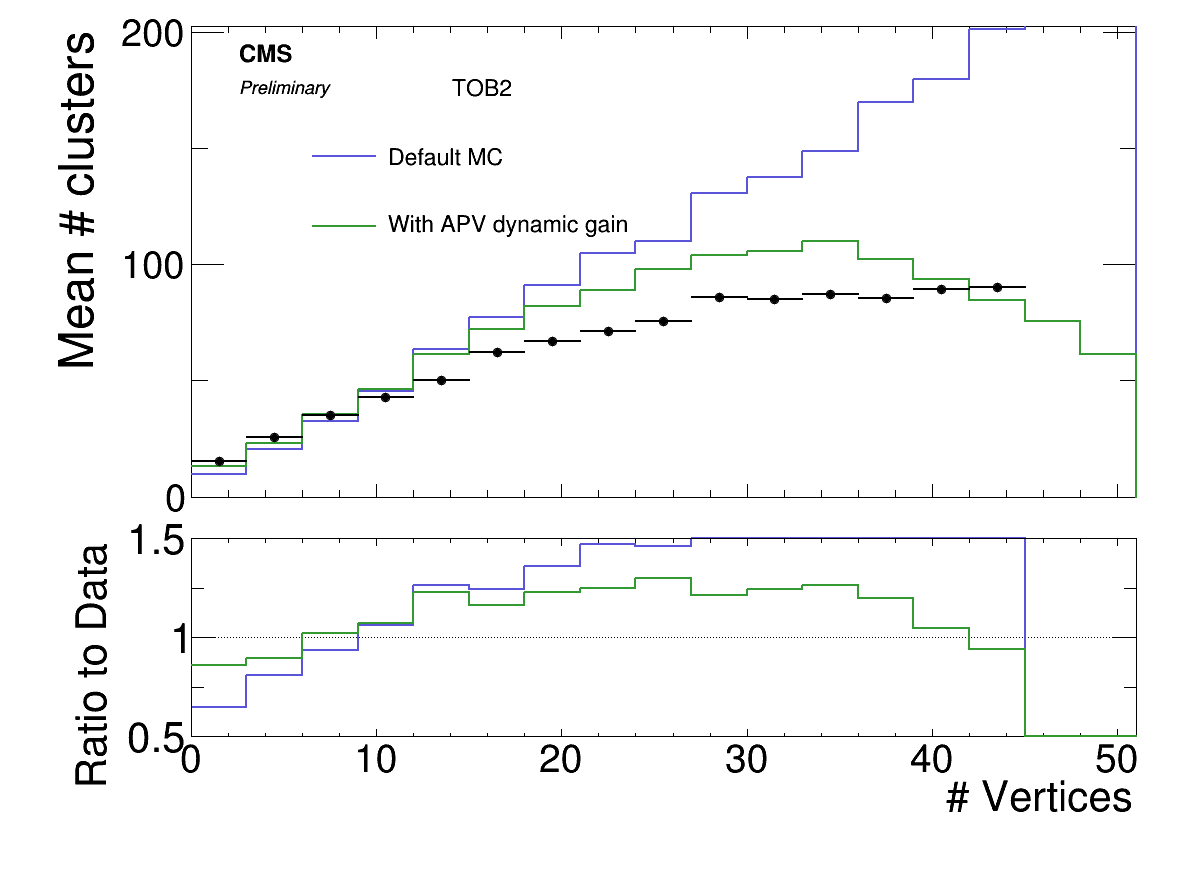 200
CMS
Preliminary
TOB2
Default MC
With APV dynamic gain
100
0
Mean # clusters
1.5
1
0.5
Ratio to Data
0 10 20 30 40 50
# Vertices